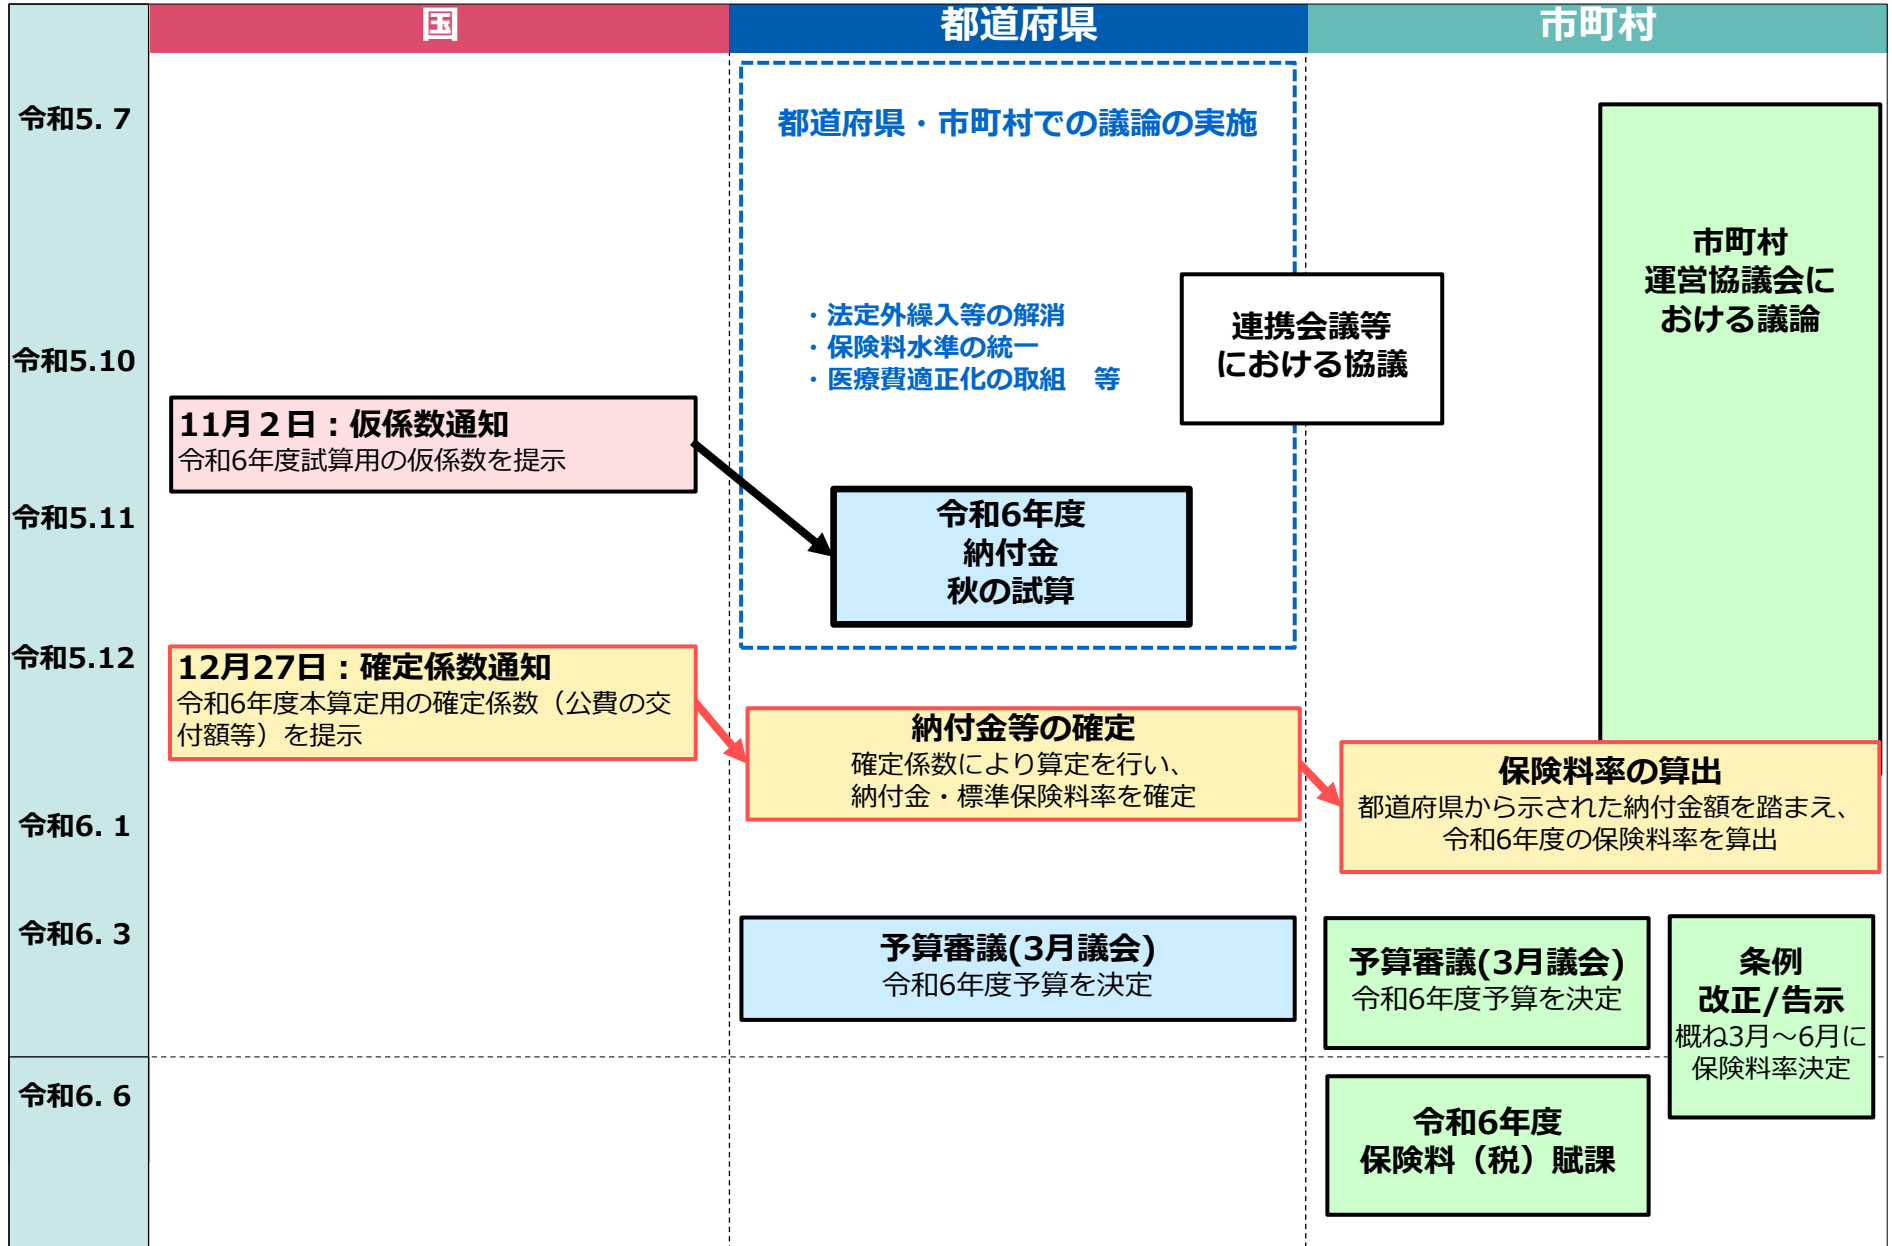 国
都道府県
市町村
令和5. 7
令和5.10
令和5.11
令和5.12
令和6. 1
令和6. 3
令和6. 6
11月２日：仮係数通知
令和6年度試算用の仮係数を提示
12月27日：確定係数通知
令和6年度本算定用の確定係数（公費の交
付額等）を提示
都道府県・市町村での議論の実施
・法定外繰入等の解消
・保険料水準の統一
・医療費適正化の取組　等
連携会議等
における協議
令和6年度
納付金
秋の試算
納付金等の確定
確定係数により算定を行い、
納付金・標準保険料率を確定
予算審議(3月議会)
令和6年度予算を決定
市町村
運営協議会に
おける議論
保険料率の算出
都道府県から示された納付金額を踏まえ、
令和6年度の保険料率を算出
予算審議(3月議会)
令和6年度予算を決定
条例
改正/告示
概ね3月～6月に
保険料率決定
令和6年度
保険料（税）賦課